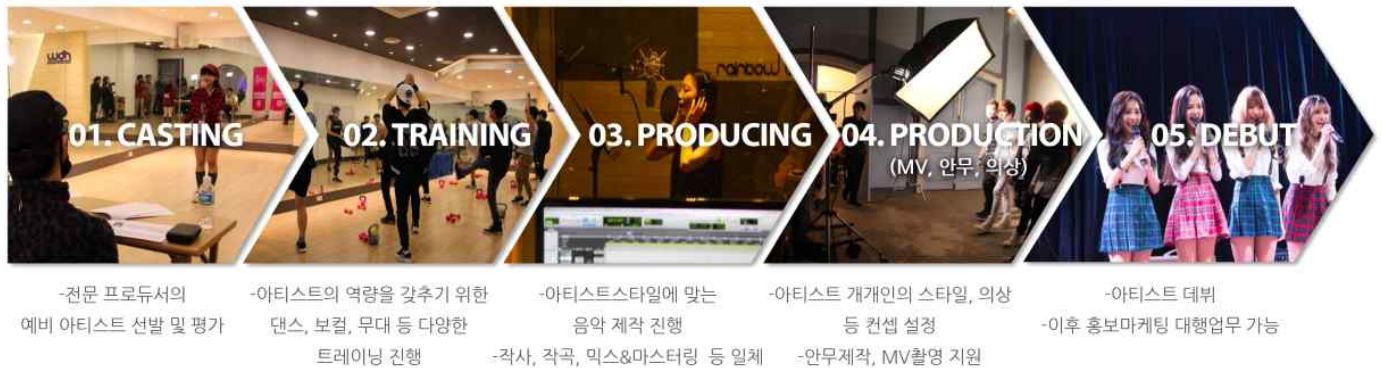 01. CASTING
02. TRAINING
03. PRODUCING
04. PRODUCTION
(MV, 안무, 의상)
05. DEBUT
wan
rainbow
-전문 프로듀서의
예비 아티스트 선발 및 평가
-아티스트의 역량을 갖추기 위한
댄스, 보컬, 무대 등 다양한
트레이닝 진행
-아티스트스타일에 맞는
음악 제작 진행
-작사, 작곡, 믹스&마스터링 등 일체
-아티스트 개개인의 스타일, 의상
등 컨셉 설정
-안무제작, MV촬영 지원
-아티스트 데뷔
-이후 홍보마케팅 대행업무 가능